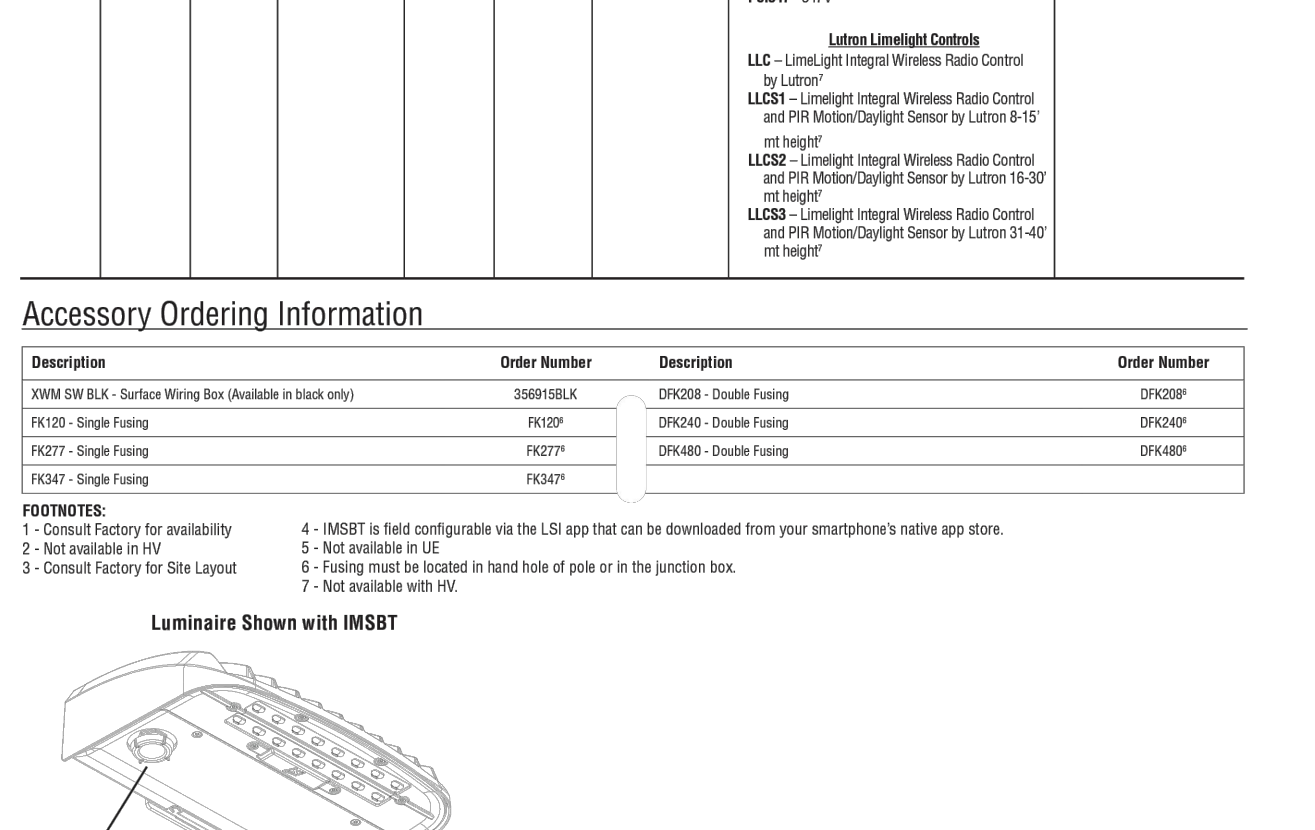 Lutron Limelight Controls
LLC – LimeLight Integral Wireless Radio Control
by Lutron⁷
LLCS1 – Limelight Integral Wireless Radio Control
and PIR Motion/Daylight Sensor by Lutron 8-15’
mt height⁷
LLCS2 – Limelight Integral Wireless Radio Control
and PIR Motion/Daylight Sensor by Lutron 16-30’
mt height⁷
LLCS3 – Limelight Integral Wireless Radio Control
and PIR Motion/Daylight Sensor by Lutron 31-40’
mt height⁷
Accessory Ordering Information
Description Order Number Description Order Number
XWM SW BLK - Surface Wiring Box (Available in black only) 356915BLK DFK208 - Double Fusing DFK208⁶
FK120 - Single Fusing FK120⁶ DFK240 - Double Fusing DFK240⁶
FK277 - Single Fusing FK277⁶ DFK480 - Double Fusing DFK480⁶
FK347 - Single Fusing FK347⁶
FOOTNOTES:
1 - Consult Factory for availability
2 - Not available in HV
3 - Consult Factory for Site Layout
4 - IMSBT is field configurable via the LSI app that can be downloaded from your smartphone’s native app store.
5 - Not available in UE
6 - Fusing must be located in hand hole of pole or in the junction box.
7 - Not available with HV.
Luminaire Shown with IMSBT